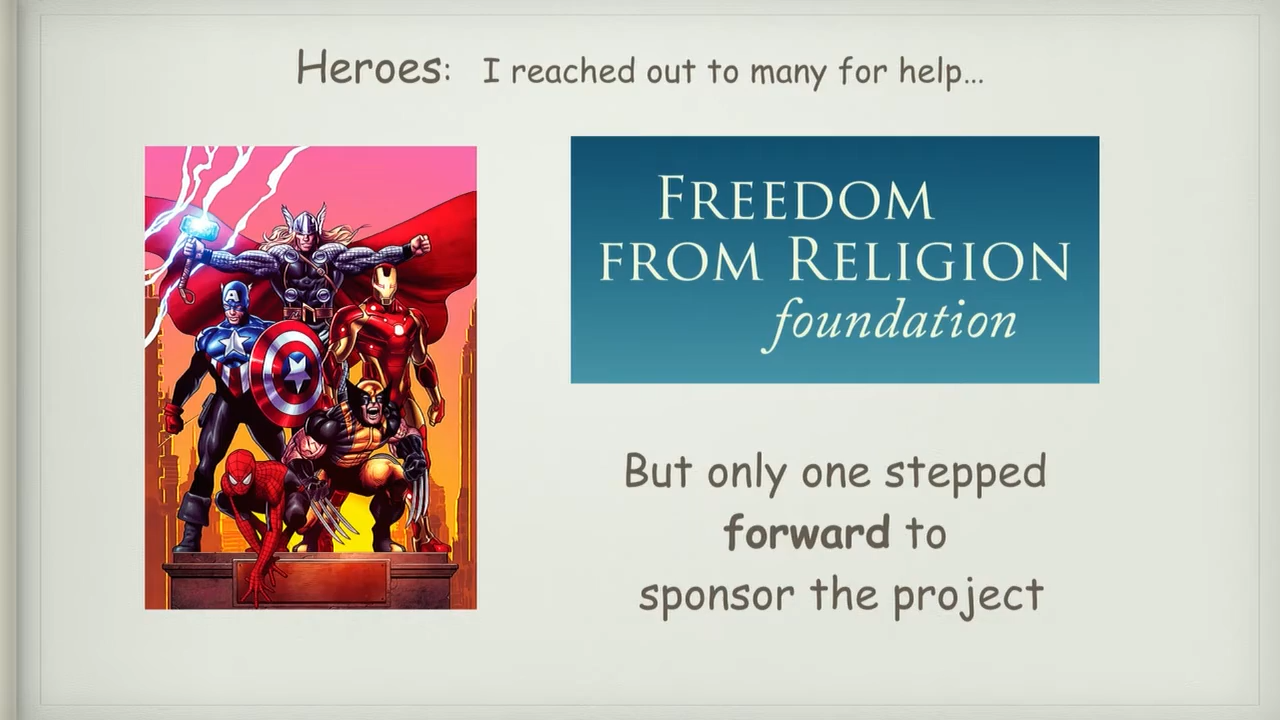 Heroes: I reached out to many for help...
FREEDOM
FROM RELIGION
foundation
But only one stepped
forward to
sponsor the project